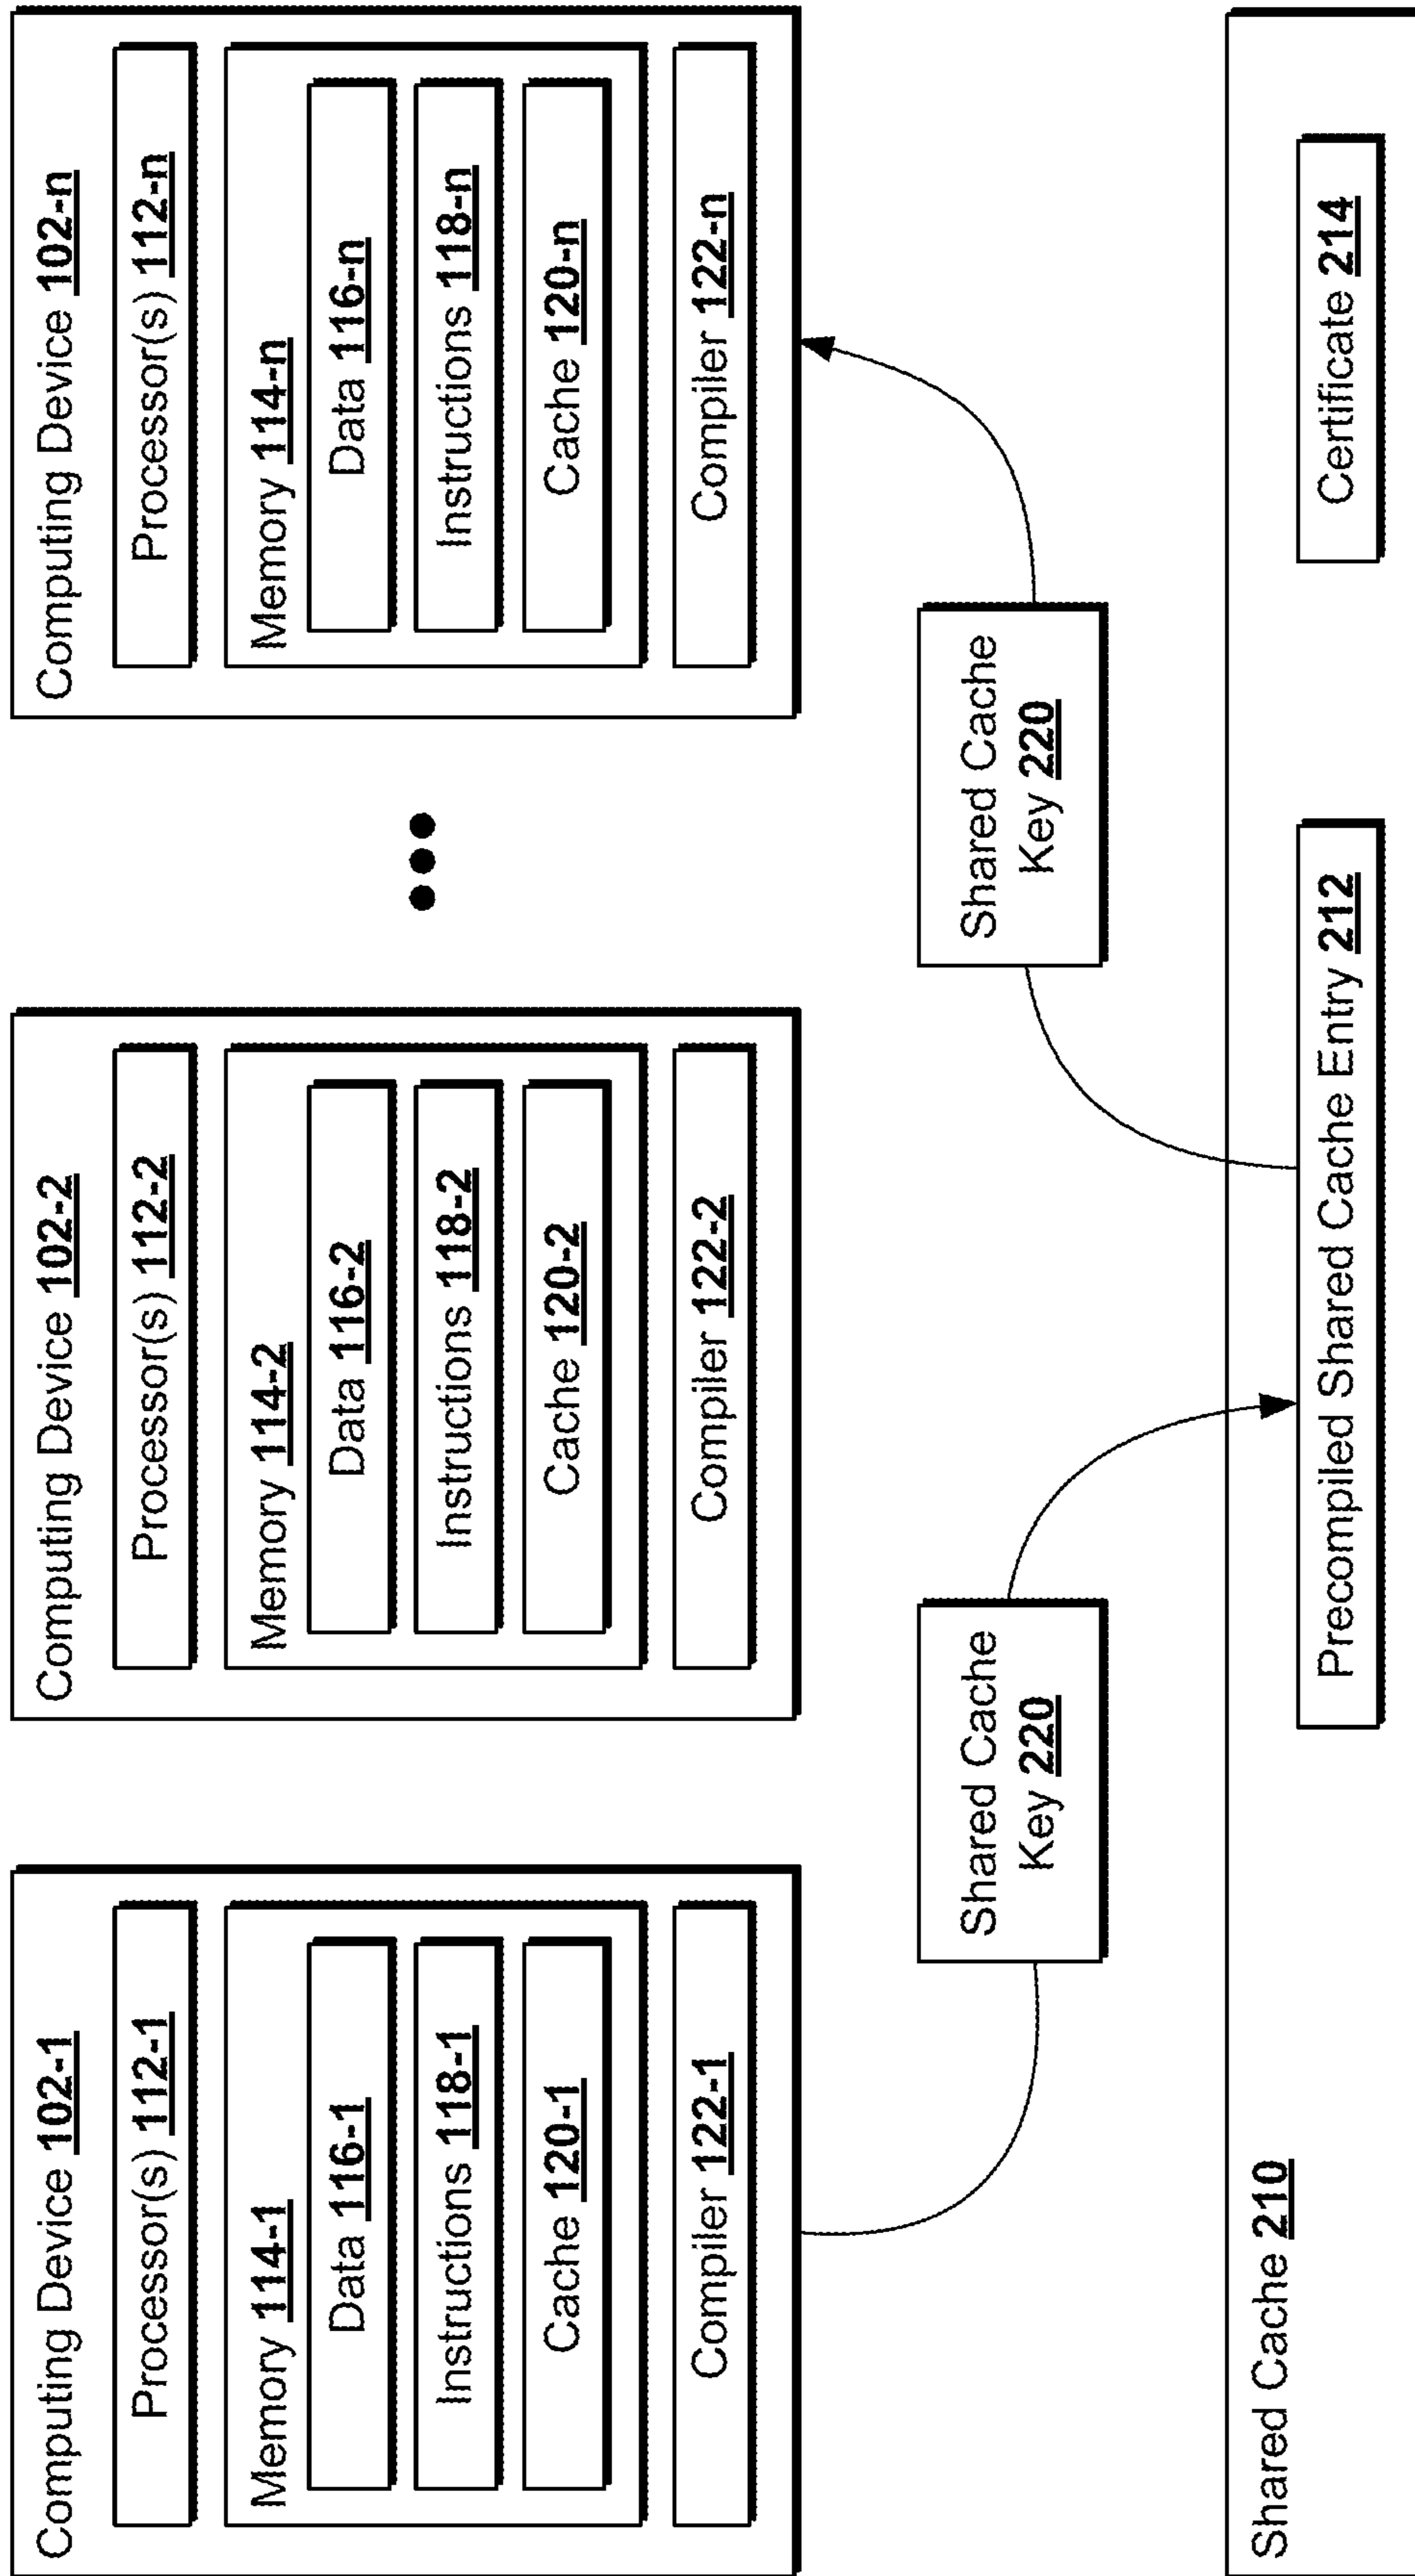 Computing Device 102-1
Processor(s) 112-1
Memory 114-1
Data 116-1
Instructions 118-1
Cache 120-1
Compiler 122-1
Computing Device 102-2
Processor(s) 112-2
Memory 114-2
Data 116-2
Instructions 118-2
Cache 120-2
Compiler 122-2
Computing Device 102-n
Processor(s) 112-n
Memory 114-n
Data 116-n
Instructions 118-n
Cache 120-n
Compiler 122-n
Shared Cache
Key 220
Shared Cache
Key 220
Shared Cache 210
Precompiled Shared Cache Entry 212
Certificate 214